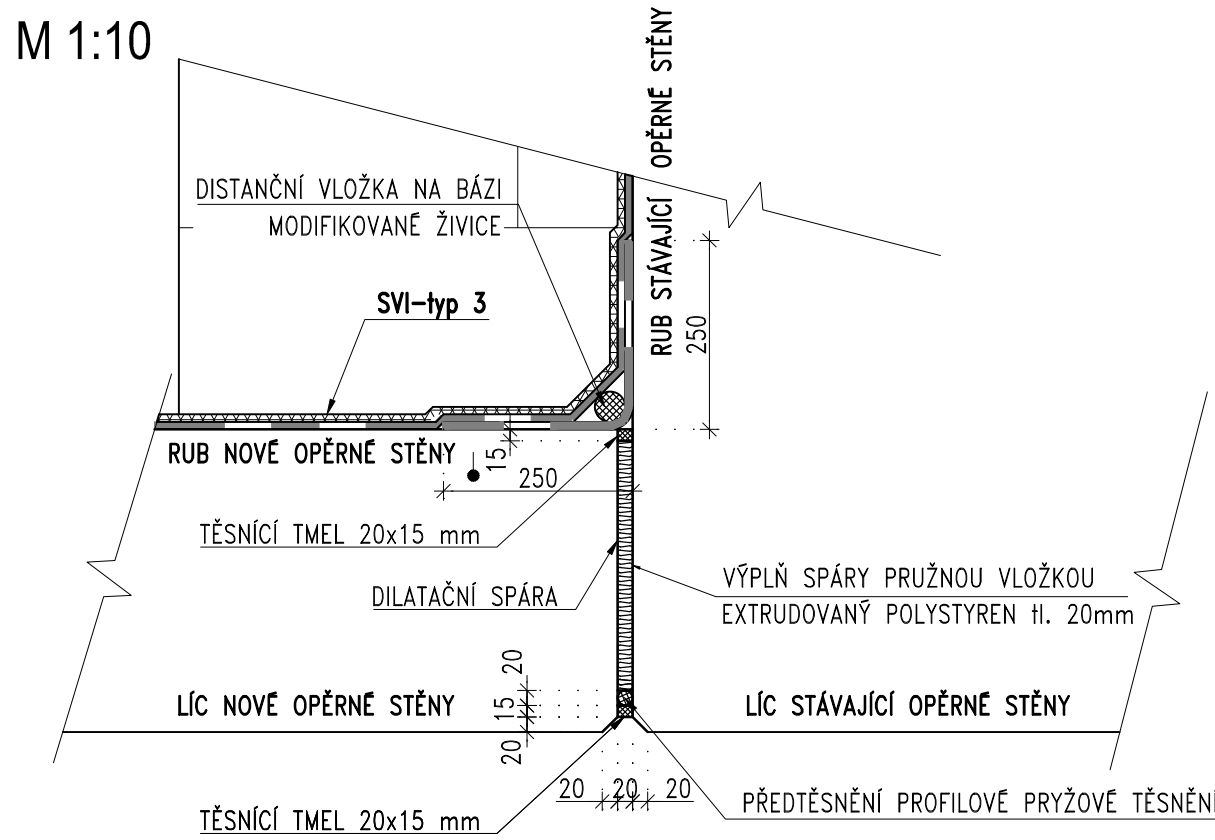 M 1:10
RUB STÁVAJÍCÍ OPĚRNÉ STĚNY
DISTANČNÍ VLOŽKA NA BÁZI
MODIFIKOVANÉ ŽIVICE
SVI-typ 3
250
RUB NOVÉ OPĚRNÉ STĚNY
15
250
TĚSNÍCÍ TMEL 20x15 mm
DILATAČNÍ SPÁRA
VÝPLŇ SPÁRY PRUŽNOU VLOŽKOU
EXTRUDOVANÝ POLYSTYREN tl. 20mm
20
15
20
LÍC NOVÉ OPĚRNÉ STĚNY
LÍC STÁVAJÍCÍ OPĚRNÉ STĚNY
20 20 20
PŘEDTĚSNĚNÍ PROFILOVÉ PRYŽOVÉ TĚSNĚNÍ
TĚSNÍCÍ TMEL 20x15 mm